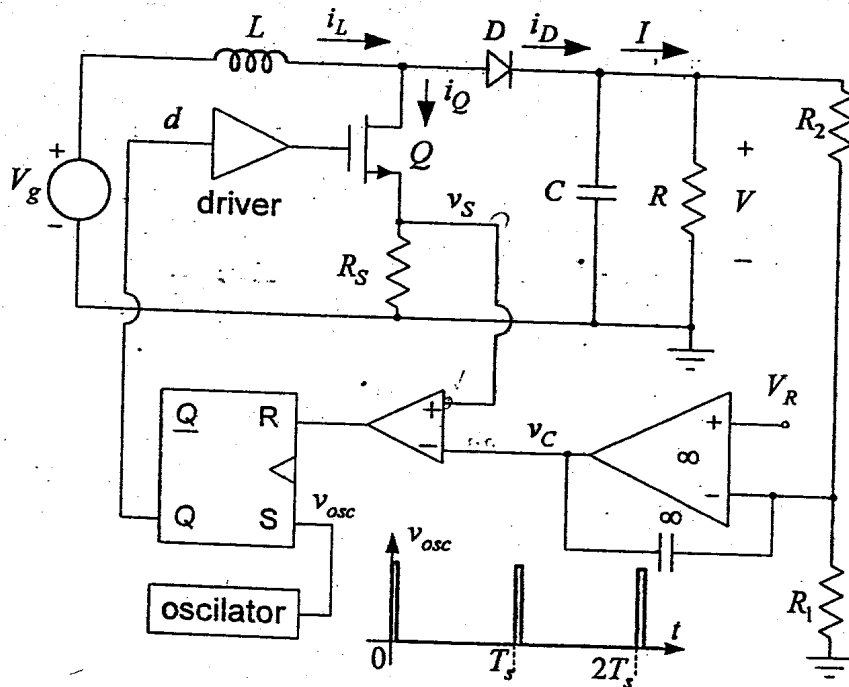 L
i_L
D
i_D
I
i_Q
R_2
d
Q
+
V_g
-
driver
v_S
C
R
+
V
-
R_S
Q
R
+
-
v_C
∞
+
-
V_R
Q
S
v_osc
∞
v_osc
oscilator
R_1
0
T_s
2T_s
t